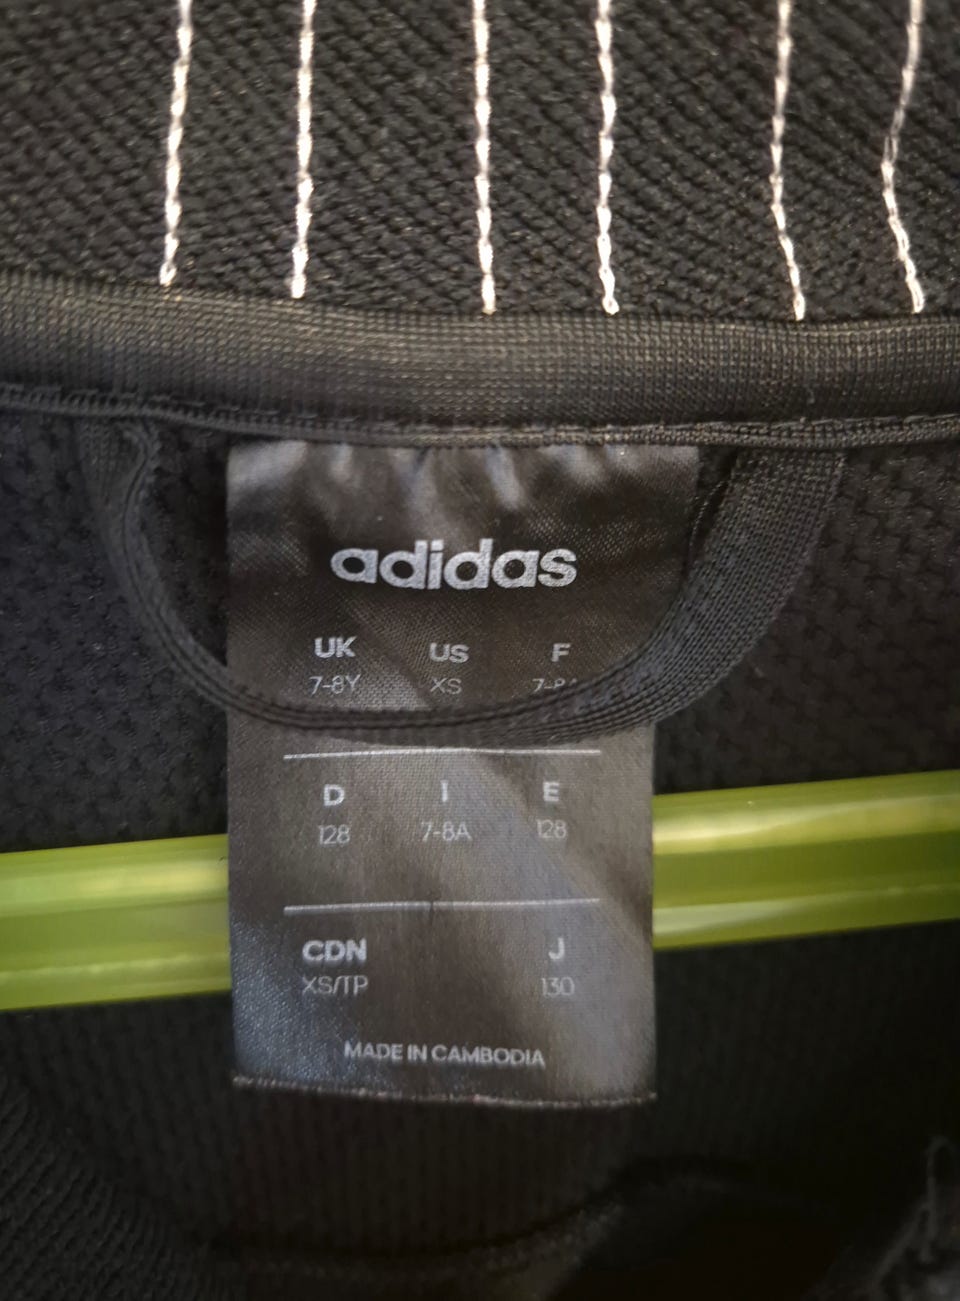 adidas
UK US F
7-8Y XS
D I E
128 7-8A 128
CDN J
XS/TP 130
MADE IN CAMBODIA